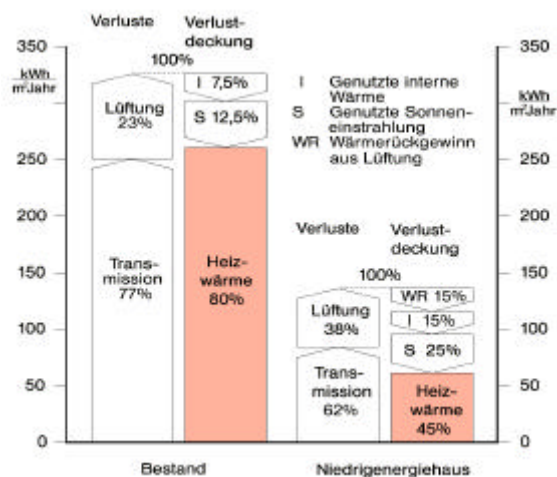 Verluste
Verlust-
deckung
350
kWh
m²Jahr
250
200
150
100
50
0
100%
Lüftung
23%
I 7,5%
S 12,5%
Trans-
mission
77%
Heiz-
wärme
80%
Bestand
I Genutzte interne
Wärme
S Genutzte Sonnen-
einstrahlung
WR Wärmerückgewinn
aus Lüftung
Verluste
Verlust-
deckung
100%
Lüftung
38%
WR 15%
I 15%
S 25%
Trans-
mission
62%
Heiz-
wärme
45%
Niedrigenergiehaus
350
kWh
m²Jahr
250
200
150
100
50
0